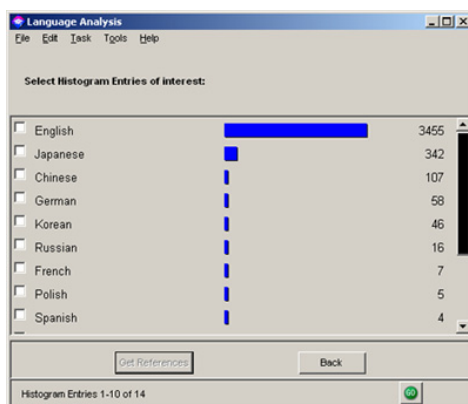 Language Analysis
File Edit Task Tools Help
Select Histogram Entries of interest:
English 3455
Japanese 342
Chinese 107
German 58
Korean 46
Russian 16
French 7
Polish 5
Spanish 4
Get References Back
Histogram Entries 1-10 of 14 GO